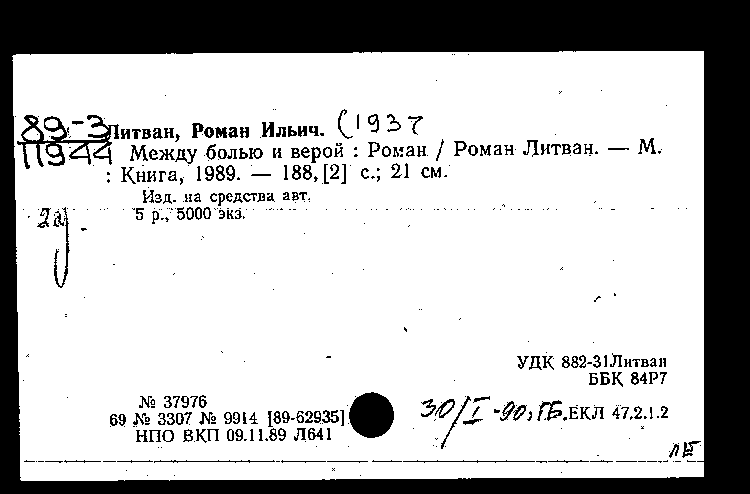 89-3 Литван, Роман Ильич. (1937
11944 Между болью и верой : Роман / Роман Литван. — М.
: Книга, 1989. — 188,[2] с.; 21 см.
Изд. на средства авт.
5 р., 5000 экз.
УДК 882-31Литван
ББК 84Р7
№ 37976
69 № 3307 № 9914 [89-62935]
НПО ВКП 09.11.89 Л641
30/I-90, ГБ. ЕКЛ 47.2.1.2